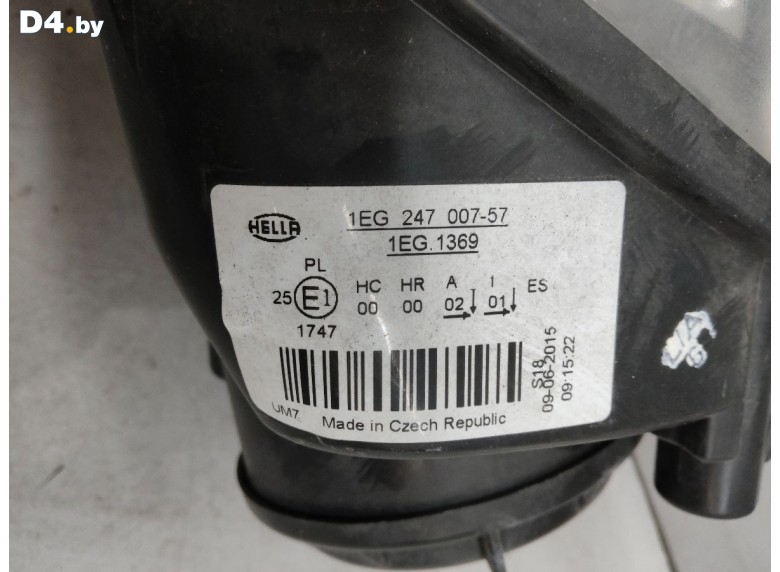 D4.by
HELLA
1EG 247 007-57
1EG.1369
PL
HC HR A I ES
25 E1 00 00 02 01
1747
S18
09-06-2015
09:15:22
UM7
Made in Czech Republic